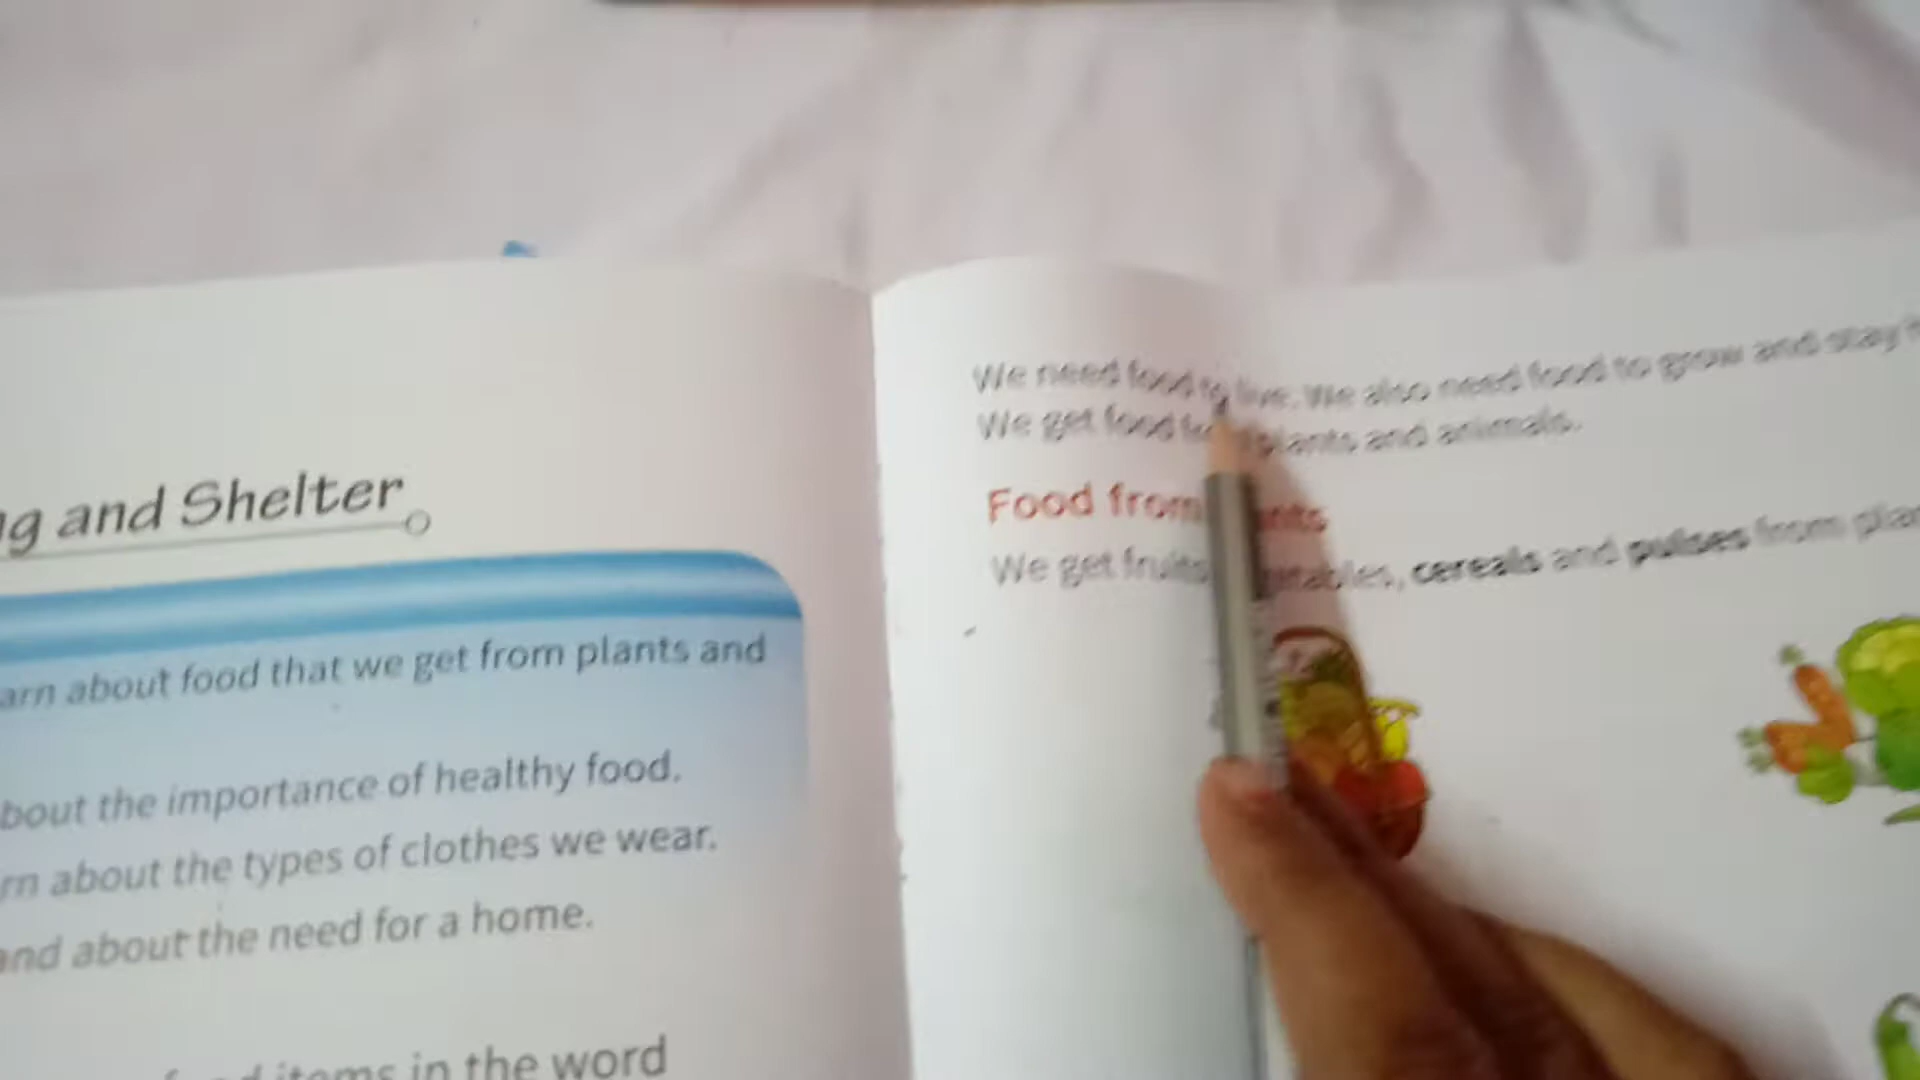 and Shelter
about food that we get from plants and
bout the importance of healthy food.
about the types of clothes we wear.
and about the need for a home.
items in the word
We need food to live. We also need food to grow and stay
We get food plants and animals.
Food from
We get fruits cereals and pulses from